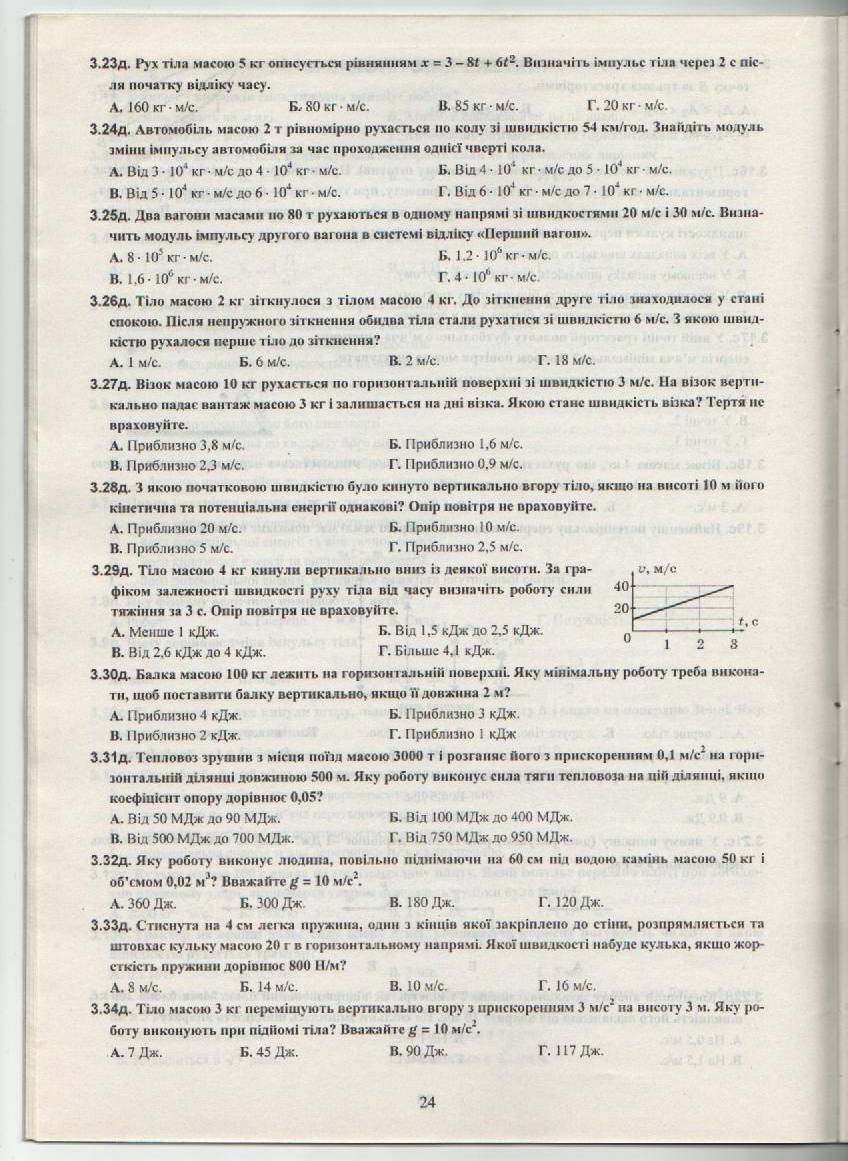 3.23д. Рух тіла масою 5 кг описується рівнянням x = 3 – 8t + 6t². Визначіть імпульс тіла через 2 с піс-
ля початку відліку часу.
А. 160 кг · м/с. Б. 80 кг · м/с. В. 85 кг · м/с. Г. 20 кг · м/с.
3.24д. Автомобіль масою 2 т рівномірно рухається по колу зі швидкістю 54 км/год. Знайдіть модуль
зміни імпульсу автомобіля за час проходження однієї чверті кола.
А. Від 3 · 10⁴ кг · м/с до 4 · 10⁴ кг · м/с. Б. Від 4 · 10⁴ кг · м/с до 5 · 10⁴ кг · м/с.
В. Від 5 · 10⁴ кг · м/с до 6 · 10⁴ кг · м/с. Г. Від 6 · 10⁴ кг · м/с до 7 · 10⁴ кг · м/с.
3.25д. Два вагони масами по 80 т рухаються в одному напрямі зі швидкостями 20 м/с і 30 м/с. Визна-
чить модуль імпульсу другого вагона в системі відліку «Перший вагон».
А. 8 · 10⁵ кг · м/с. Б. 1,2 · 10⁶ кг · м/с.
В. 1,6 · 10⁶ кг · м/с. Г. 4 · 10⁶ кг · м/с.
3.26д. Тіло масою 2 кг зіткнулося з тілом масою 4 кг. До зіткнення друге тіло знаходилося у стані
спокою. Після непружного зіткнення обидва тіла стали рухатися зі швидкістю 6 м/с. З якою швид-
кістю рухалося перше тіло до зіткнення?
А. 1 м/с. Б. 6 м/с. В. 2 м/с. Г. 18 м/с.
3.27д. Візок масою 10 кг рухається по горизонтальній поверхні зі швидкістю 3 м/с. На візок верти-
кально падає вантаж масою 3 кг і залишається на дні візка. Якою стане швидкість візка? Тертя не
враховуйте.
А. Приблизно 3,8 м/с. Б. Приблизно 1,6 м/с.
В. Приблизно 2,3 м/с. Г. Приблизно 0,9 м/с.
3.28д. З якою початковою швидкістю було кинуто вертикально вгору тіло, якщо на висоті 10 м його
кінетична та потенціальна енергії однакові? Опір повітря не враховуйте.
А. Приблизно 20 м/с. Б. Приблизно 10 м/с.
В. Приблизно 5 м/с. Г. Приблизно 2,5 м/с.
3.29д. Тіло масою 4 кг кинули вертикально вниз із деякої висоти. За гра-
фіком залежності швидкості руху тіла від часу визначіть роботу сили
тяжіння за 3 с. Опір повітря не враховуйте.
А. Менше 1 кДж. Б. Від 1,5 кДж до 2,5 кДж.
В. Від 2,6 кДж до 4 кДж. Г. Більше 4,1 кДж.
υ, м/с
40
20
t, с
0 1 2 3
3.30д. Балка масою 100 кг лежить на горизонтальній поверхні. Яку мінімальну роботу треба викона-
ти, щоб поставити балку вертикально, якщо її довжина 2 м?
А. Приблизно 4 кДж. Б. Приблизно 3 кДж.
В. Приблизно 2 кДж. Г. Приблизно 1 кДж
3.31д. Тепловоз зрушив з місця поїзд масою 3000 т і розганяє його з прискоренням 0,1 м/с² на гори-
зонтальній ділянці довжиною 500 м. Яку роботу виконує сила тяги тепловоза на цій ділянці, якщо
коефіцієнт опору дорівнює 0,05?
А. Від 50 МДж до 90 МДж. Б. Від 100 МДж до 400 МДж.
В. Від 500 МДж до 700 МДж. Г. Від 750 МДж до 950 МДж.
3.32д. Яку роботу виконує людина, повільно піднімаючи на 60 см під водою камінь масою 50 кг і
об'ємом 0,02 м³? Вважайте g = 10 м/с².
А. 360 Дж. Б. 300 Дж. В. 180 Дж. Г. 120 Дж.
3.33д. Стиснута на 4 см легка пружина, один з кінців якої закріплено до стіни, розпрямляється та
штовхає кульку масою 20 г в горизонтальному напрямі. Якої швидкості набуде кулька, якщо жор-
сткість пружини дорівнює 800 Н/м?
А. 8 м/с. Б. 14 м/с. В. 10 м/с. Г. 16 м/с.
3.34д. Тіло масою 3 кг переміщують вертикально вгору з прискоренням 3 м/с² на висоту 3 м. Яку ро-
боту виконують при підйомі тіла? Вважайте g = 10 м/с².
А. 7 Дж. Б. 45 Дж. В. 90 Дж. Г. 117 Дж.
24